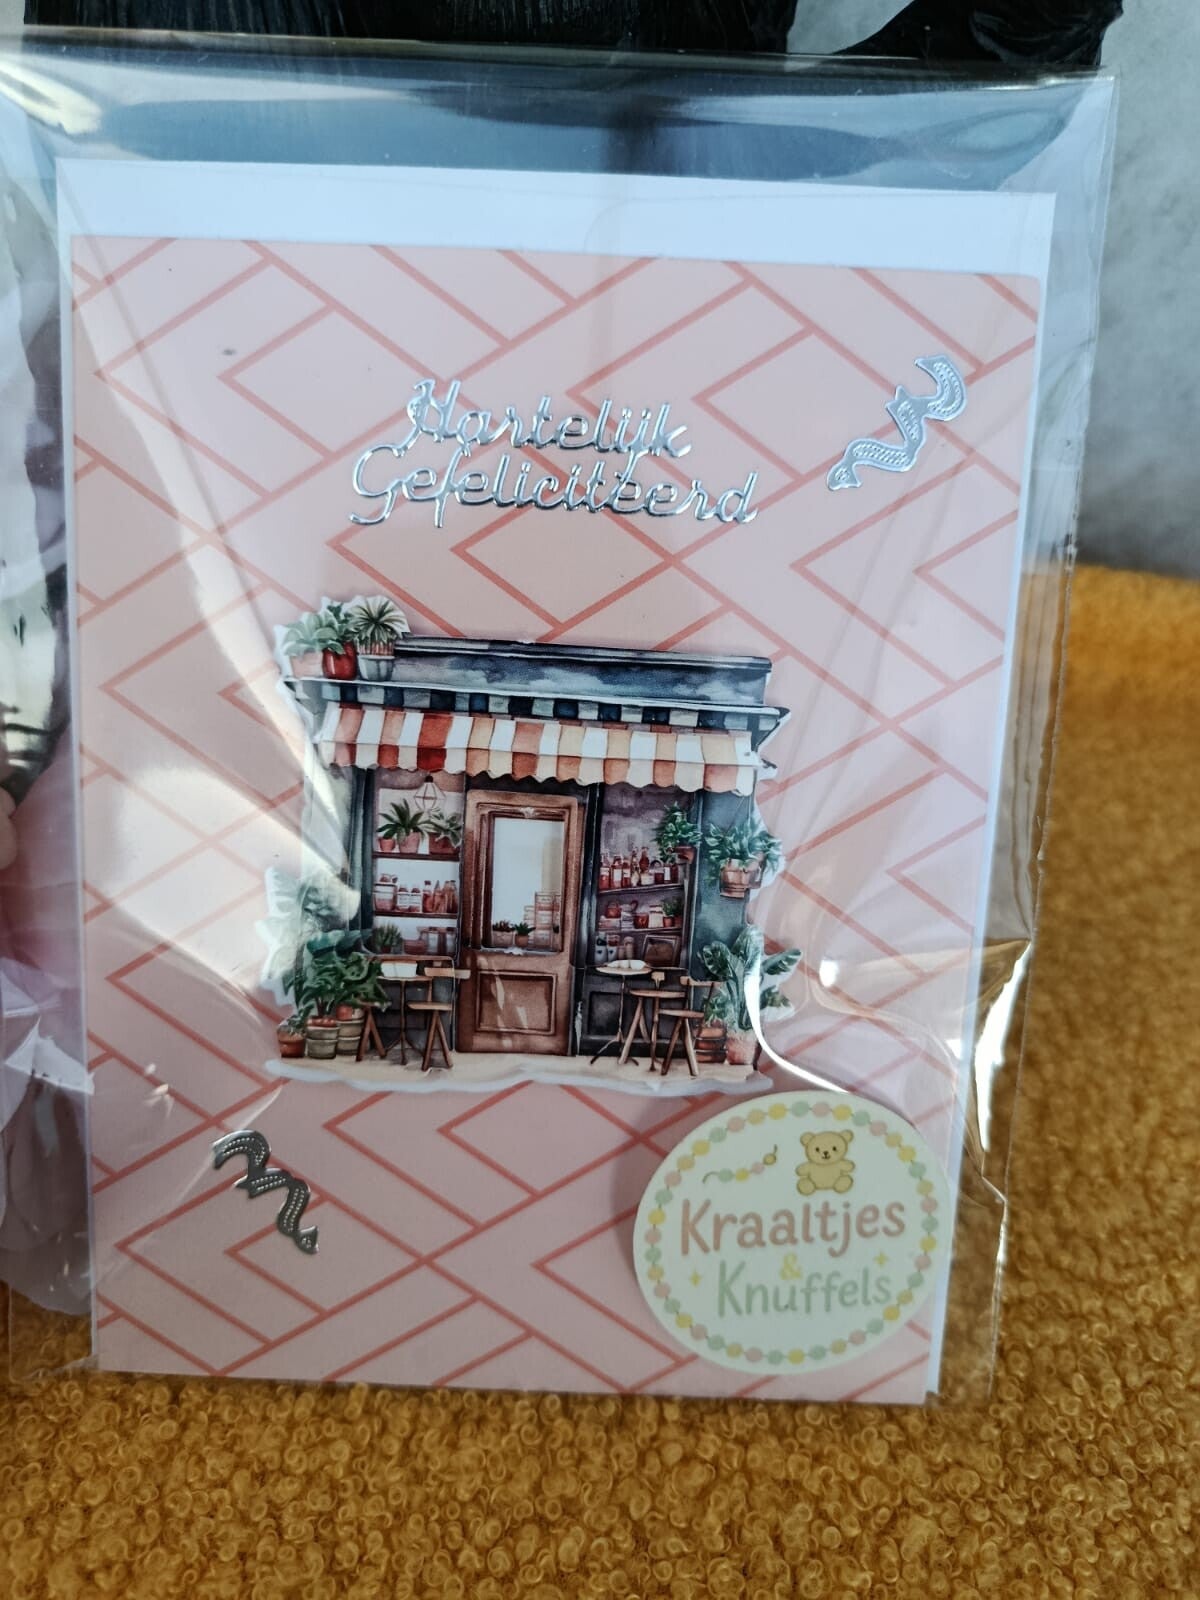 Hartelijk
Gefeliciteerd
Kraaltjes
&
Knuffels